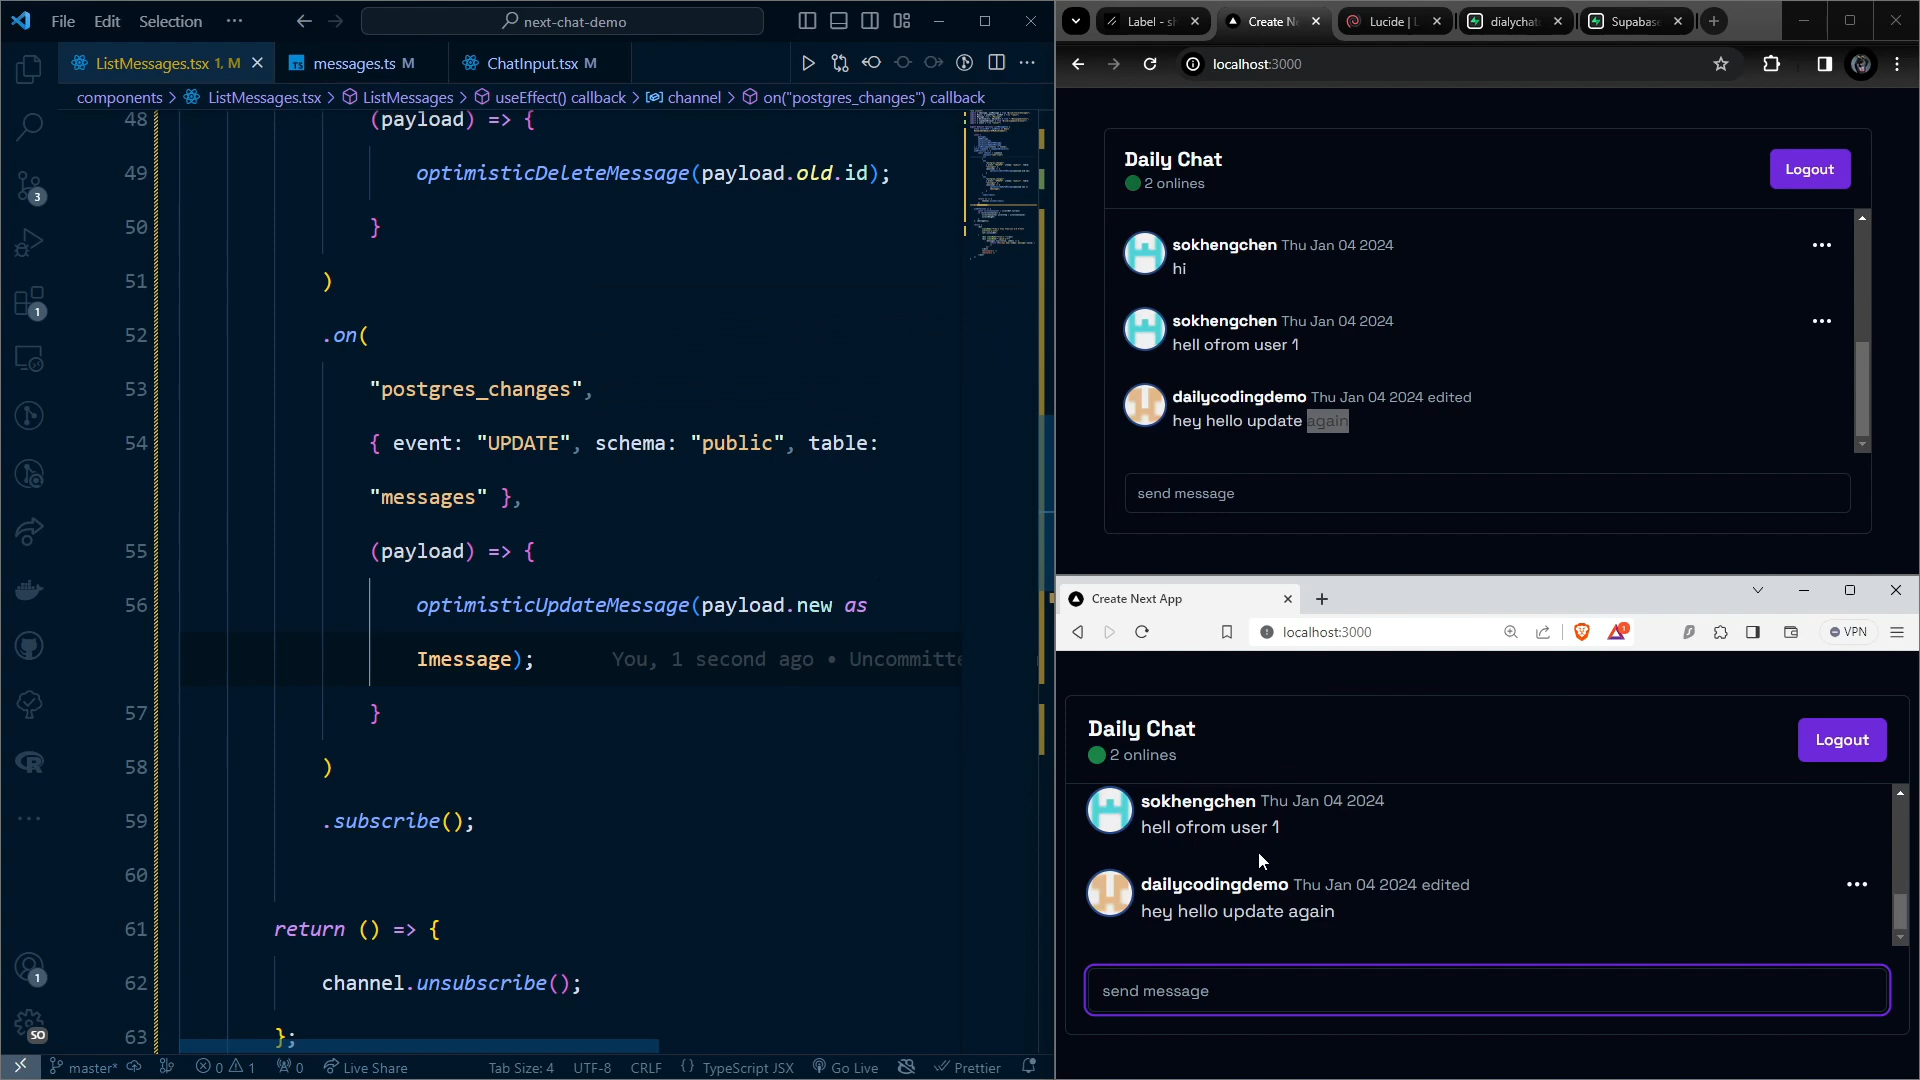 File Edit Selection ···
next-chat-demo
ListMessages.tsx 1, M
messages.ts M
ChatInput.tsx M
components > ListMessages.tsx > ListMessages > useEffect() callback > channel > on("postgres_changes") callback
48 (payload) => {
49 optimisticDeleteMessage(payload.old.id);
50 }
51 )
52 .on(
53 "postgres_changes",
54 { event: "UPDATE", schema: "public", table:
"messages" },
55 (payload) => {
56 optimisticUpdateMessage(payload.new as
Imessage); You, 1 second ago • Uncommitte
57 }
58 )
59 .subscribe();
60
61 return () => {
62 channel.unsubscribe();
63 };
3
1
1
SO
master* 0 1 0 Live Share Tab Size: 4 UTF-8 CRLF {} TypeScript JSX Go Live Prettier
Label - sh
Create Ne
Lucide | L
dialychat
Supabase
localhost:3000
Daily Chat
2 onlines
Logout
sokhengchen Thu Jan 04 2024
hi
sokhengchen Thu Jan 04 2024
hell ofrom user 1
dailycodingdemo Thu Jan 04 2024 edited
hey hello update again
send message
Create Next App
localhost:3000
1
VPN
Daily Chat
2 onlines
Logout
sokhengchen Thu Jan 04 2024
hell ofrom user 1
dailycodingdemo Thu Jan 04 2024 edited
hey hello update again
send message